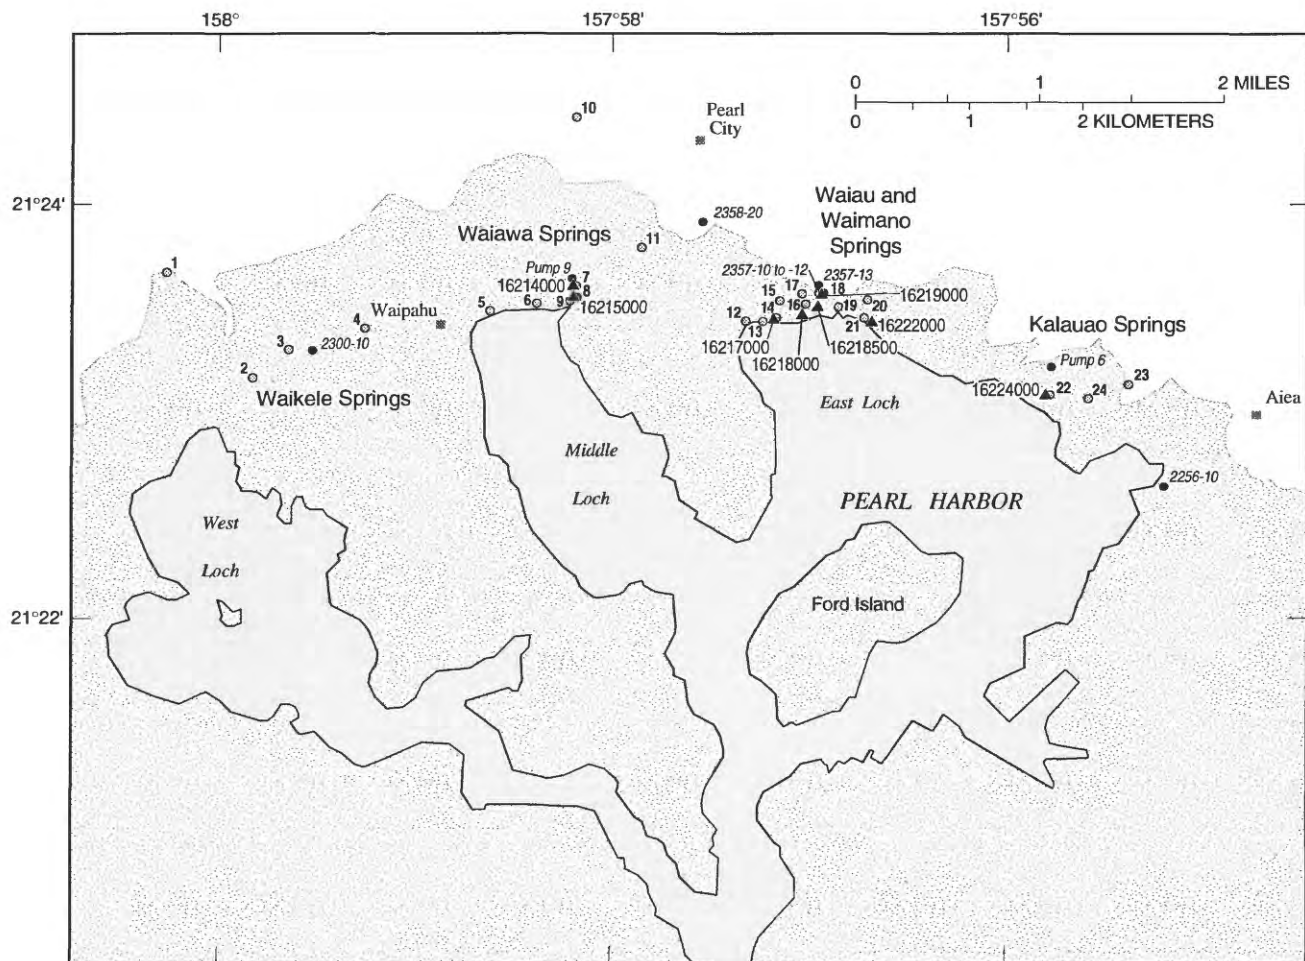 158°
157°58'
157°56'
0 1 2 MILES
0 1 2 KILOMETERS
10
Pearl
City
21°24'
2358-20
Waiau and
Waimano
Springs
Waiawa Springs
11
1
Pump 9
7
16214000
8
16215000
5
6
9
2357-10 to -12
2357-13
15
17
18
16219000
12
13
14
16
19
20
21
16222000
16217000
16218000
16218500
Kalauao Springs
4
Waipahu
3
2300-10
2
Waikele Springs
Pump 6
23
16224000
22
24
Aiea
East Loch
Middle
Loch
2256-10
PEARL HARBOR
West
Loch
21°22'
Ford Island